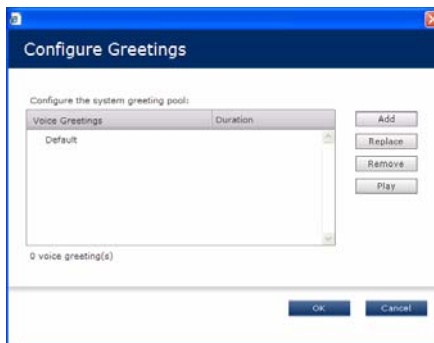 Configure Greetings
Configure the system greeting pool:
Voice Greetings Duration
Default
Add
Replace
Remove
Play
0 voice greeting(s)
OK Cancel